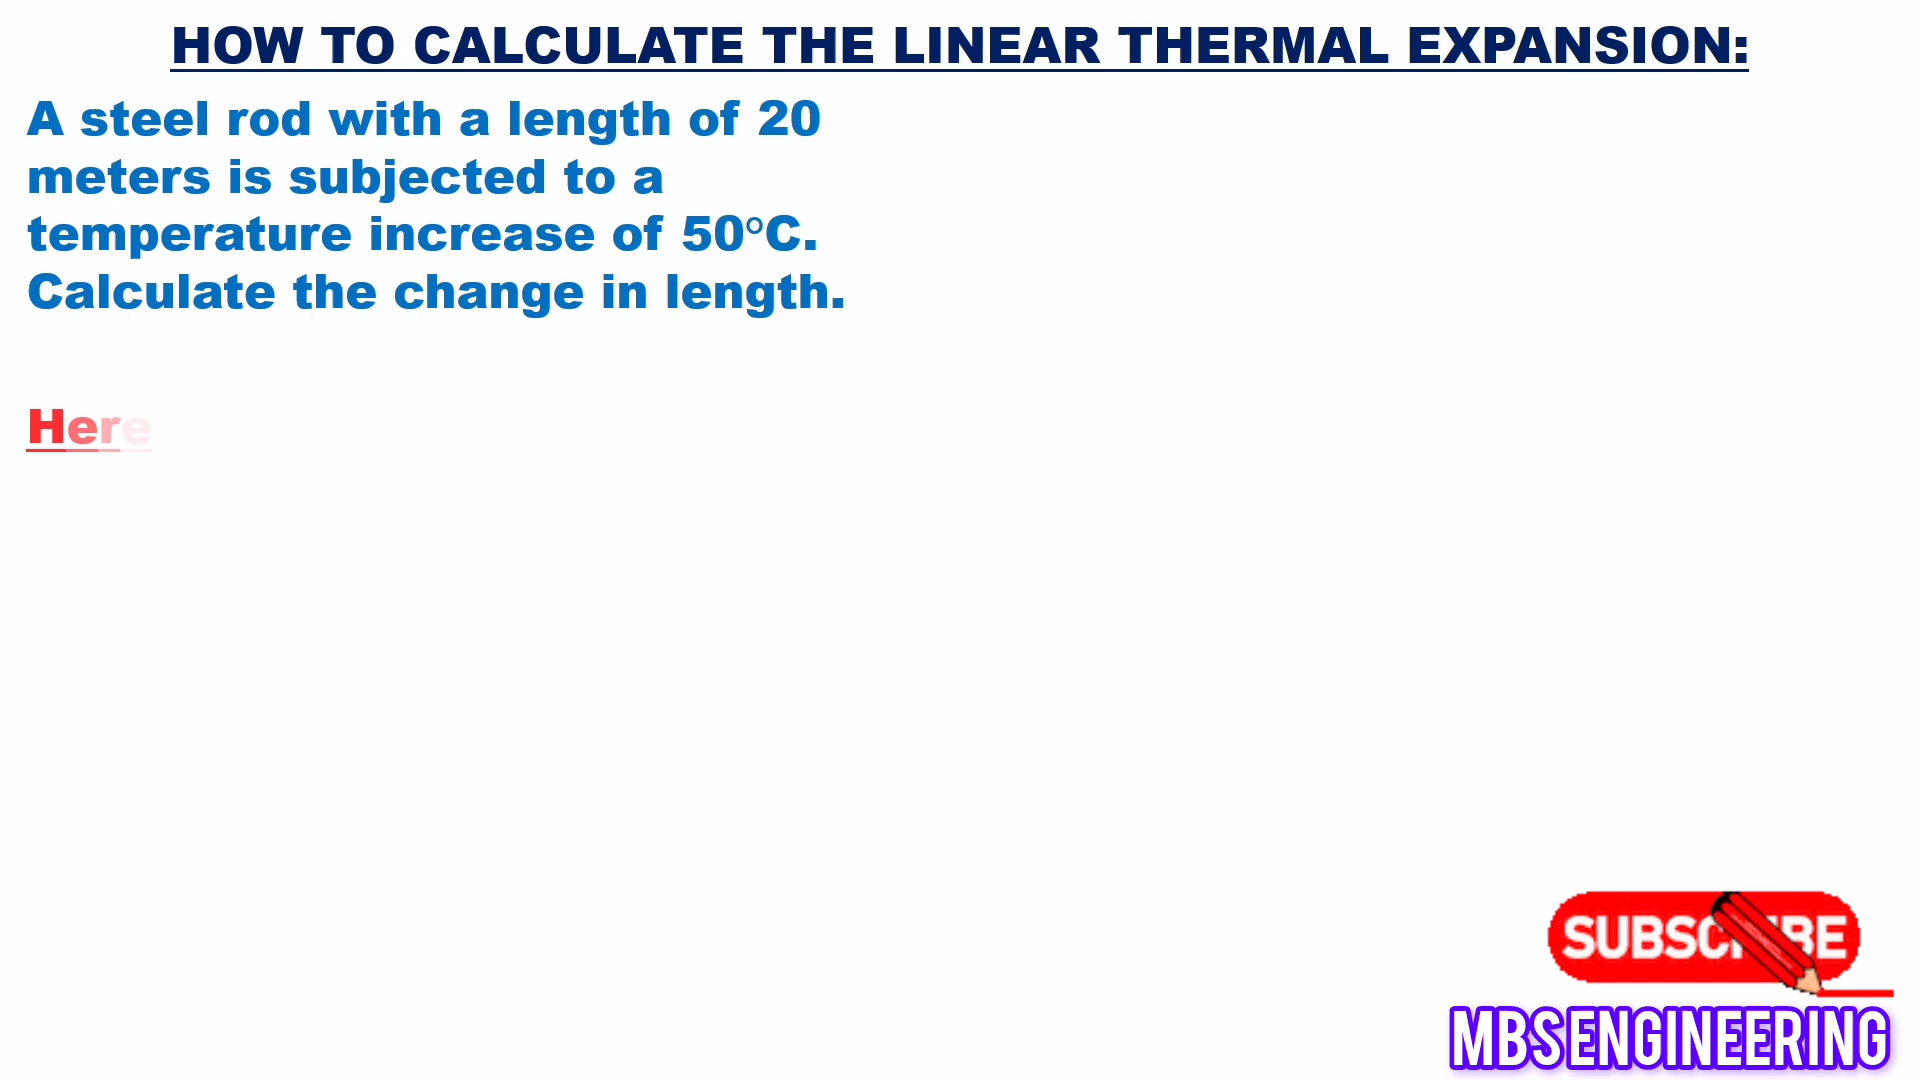 HOW TO CALCULATE THE LINEAR THERMAL EXPANSION:
A steel rod with a length of 20
meters is subjected to a
temperature increase of 50°C.
Calculate the change in length.
Here
SUBSCRIBE
MBS ENGINEERING